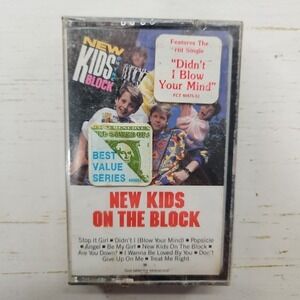 NEW
KIDS
ON THE
BLOCK
Features The
Hit Single
"Didn't
I Blow
Your Mind"
BEST
VALUE
SERIES
NEW KIDS
ON THE BLOCK
Stop It Girl • Didn't I (Blow Your Mind) • Popsicle
• Angel • Be My Girl • New Kids On The Block •
Are You Down? • I Wanna Be Loved By You • Don't
Give Up On Me • Treat Me Right